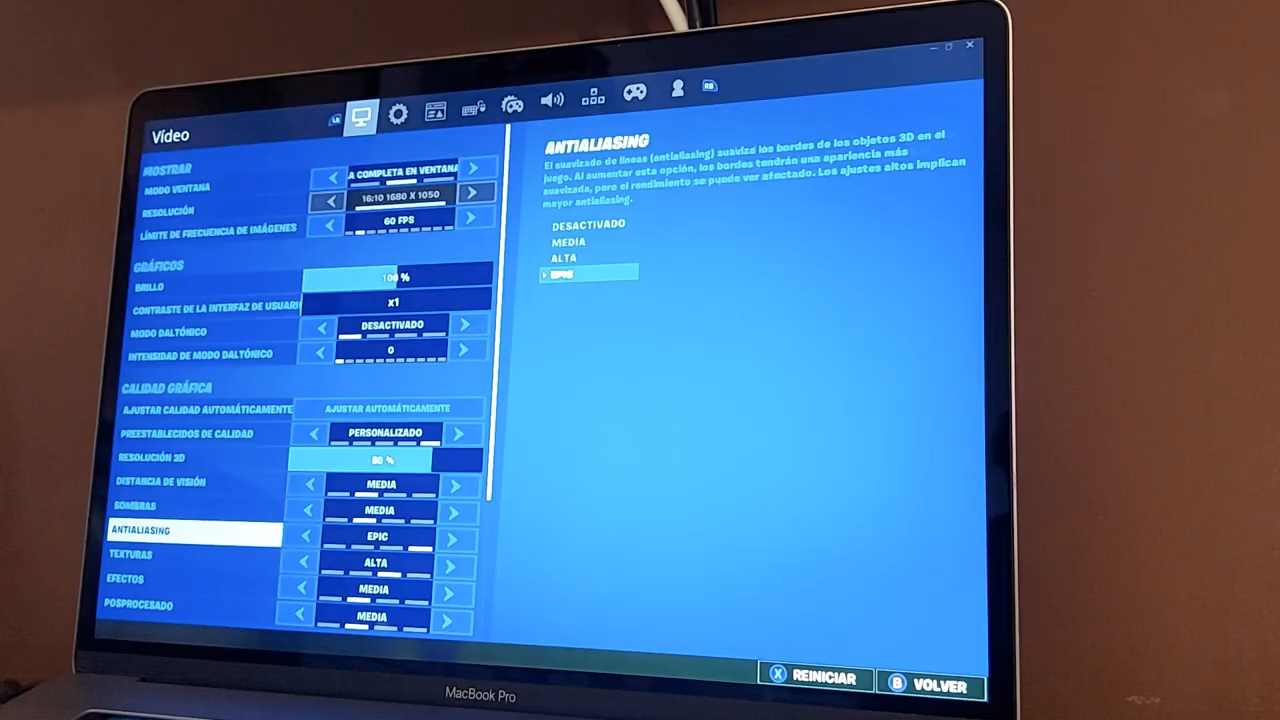 LB
RB
Vídeo
MOSTRAR
MODO VENTANA
A COMPLETA EN VENTANA
RESOLUCIÓN
16:10 1680 X 1050
LÍMITE DE FRECUENCIA DE IMÁGENES
60 FPS
GRÁFICOS
BRILLO
100 %
CONTRASTE DE LA INTERFAZ DE USUARI
x1
MODO DALTÓNICO
DESACTIVADO
INTENSIDAD DE MODO DALTÓNICO
0
CALIDAD GRÁFICA
AJUSTAR CALIDAD AUTOMÁTICAMENTE
AJUSTAR AUTOMÁTICAMENTE
PREESTABLECIDOS DE CALIDAD
PERSONALIZADO
RESOLUCIÓN 3D
80 %
DISTANCIA DE VISIÓN
MEDIA
SOMBRAS
MEDIA
ANTIALIASING
EPIC
TEXTURAS
ALTA
EFECTOS
MEDIA
POSPROCESADO
MEDIA
ANTIALIASING
El suavizado de líneas (antialiasing) suaviza los bordes de los objetos 3D en el
juego. Al aumentar esta opción, los bordes tendrán una apariencia más
suavizada, pero el rendimiento se puede ver afectado. Los ajustes altos implican
mayor antialiasing.
DESACTIVADO
MEDIA
ALTA
EPIC
X REINICIAR
B VOLVER
MacBook Pro